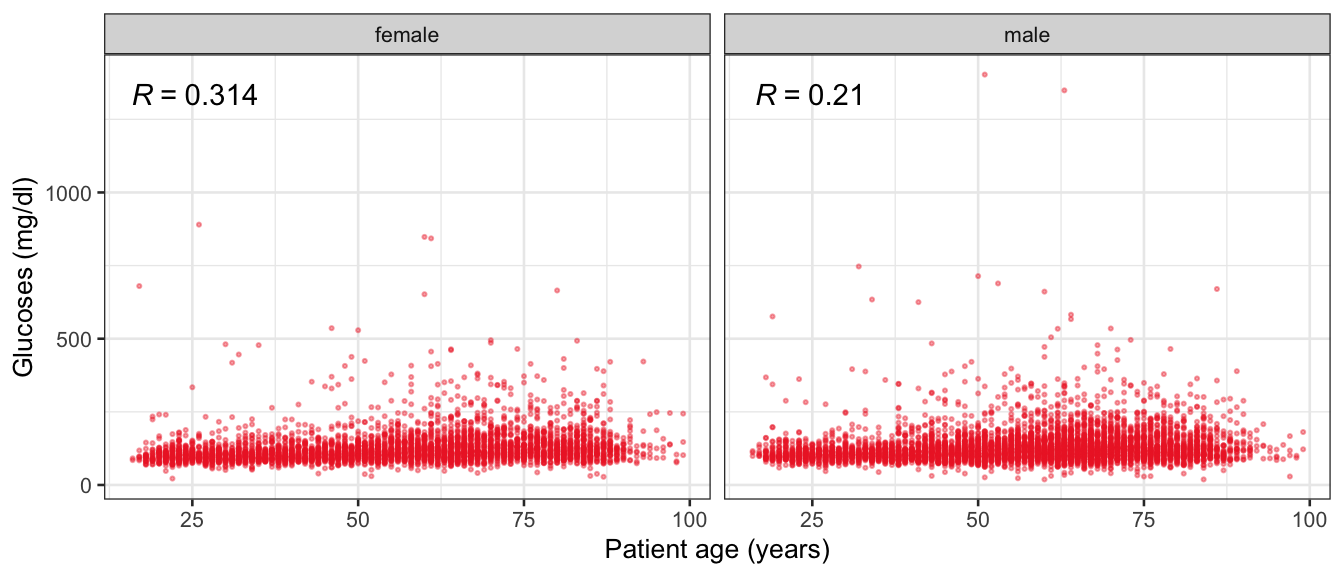 female
male
R = 0.314
R = 0.21
Glucoses (mg/dl)
1000
500
0
25 50 75 100
25 50 75 100
Patient age (years)